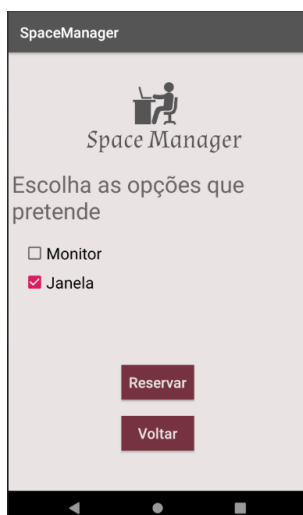 SpaceManager
Space Manager
Escolha as opções que
pretende
Monitor
Janela
Reservar
Voltar